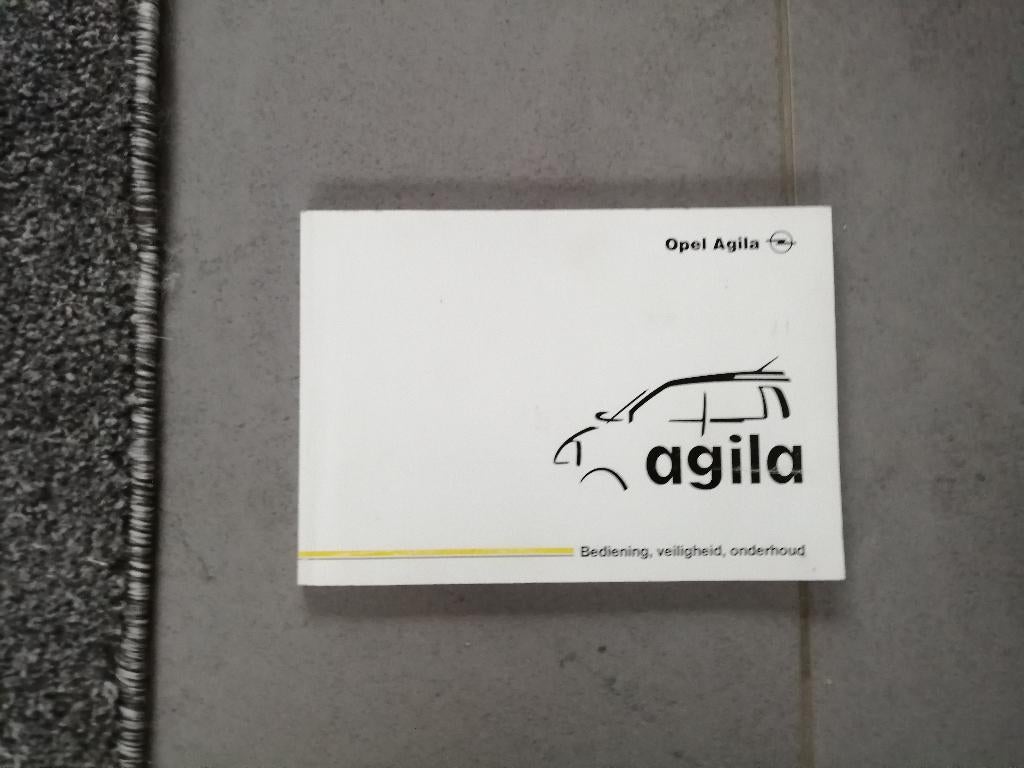 Opel Agila
agila
Bediening, veiligheid, onderhoud